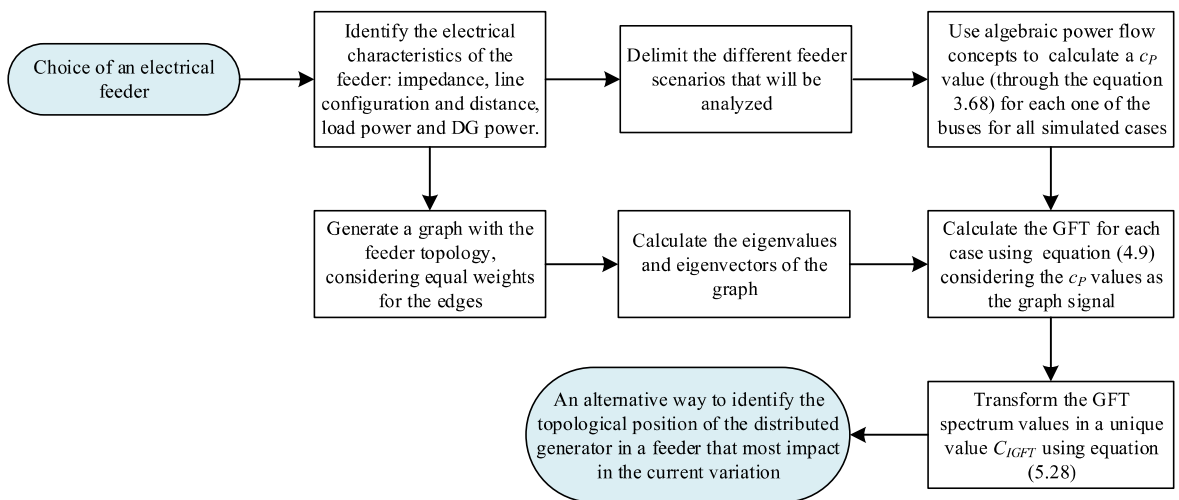 Choice of an electrical
feeder
Identify the electrical
characteristics of the
feeder: impedance, line
configuration and distance,
load power and DG power.
Delimit the different feeder
scenarios that will be
analyzed
Use algebraic power flow
concepts to calculate a cP
value (through the equation
3.68) for each one of the
buses for all simulated cases
Generate a graph with the
feeder topology,
considering equal weights
for the edges
Calculate the eigenvalues
and eigenvectors of the
graph
Calculate the GFT for each
case using equation (4.9)
considering the cP values as
the graph signal
An alternative way to identify the
topological position of the distributed
generator in a feeder that most impact
in the current variation
Transform the GFT
spectrum values in a unique
value CIGFT using equation
(5.28)